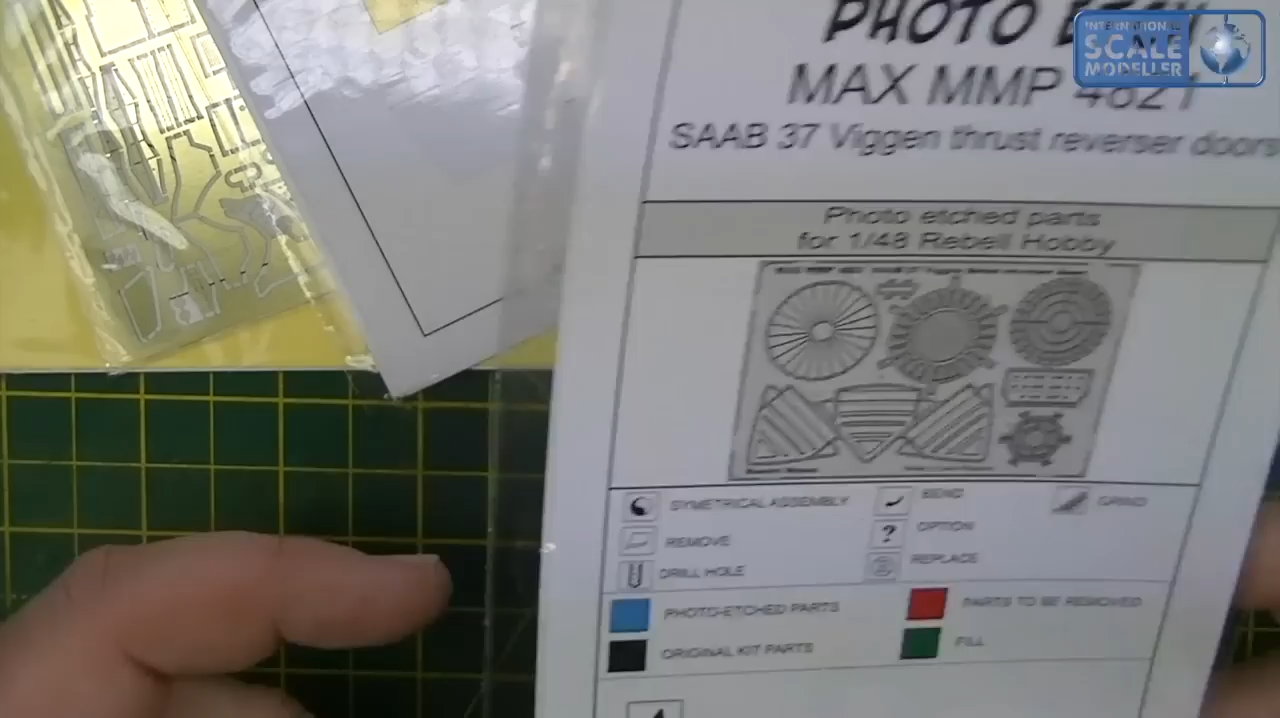 PHOTO ETCH
INTERNATIONAL
SCALE
MODELLER
MAX MMP 4821
SAAB 37 Viggen thrust reverser doors
Photo etched parts
for 1/48 Rebell Hobby
SYMETRICAL ASSEMBLY
BEND
GRIND
REMOVE
?
OPTION
DRILL HOLE
REPLACE
PHOTO-ETCHED PARTS
PARTS TO BE REMOVED
ORIGINAL KIT PARTS
FILL